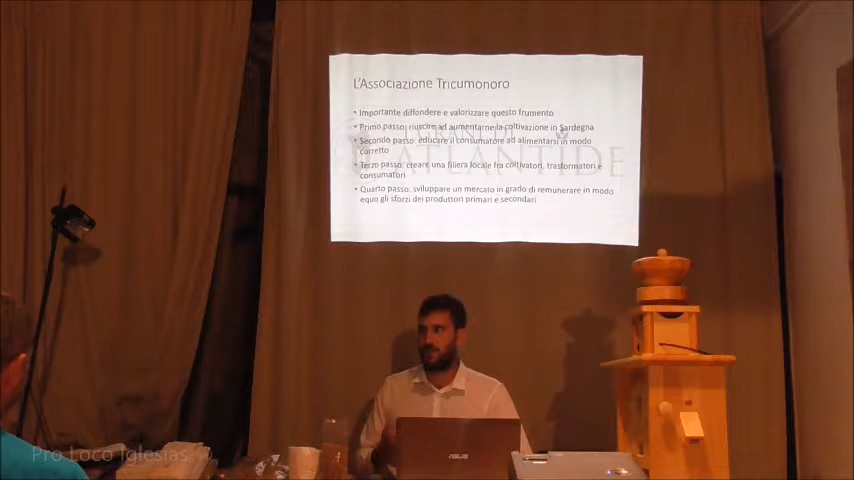 L'Associazione Tricumonoro
• Importante diffondere e valorizzare questo frumento
• Primo passo: riuscire ad aumentarne la coltivazione in Sardegna
• Secondo passo: educare il consumatore ad alimentarsi in modo
corretto
• Terzo passo: creare una filiera locale fra coltivatori, trasformatori e
consumatori
• Quarto passo: sviluppare un mercato in grado di remunerare in modo
equo gli sforzi dei produttori primari e secondari
I GRANI DI
ATLANTIDE
ASUS
Pro Loco Iglesias